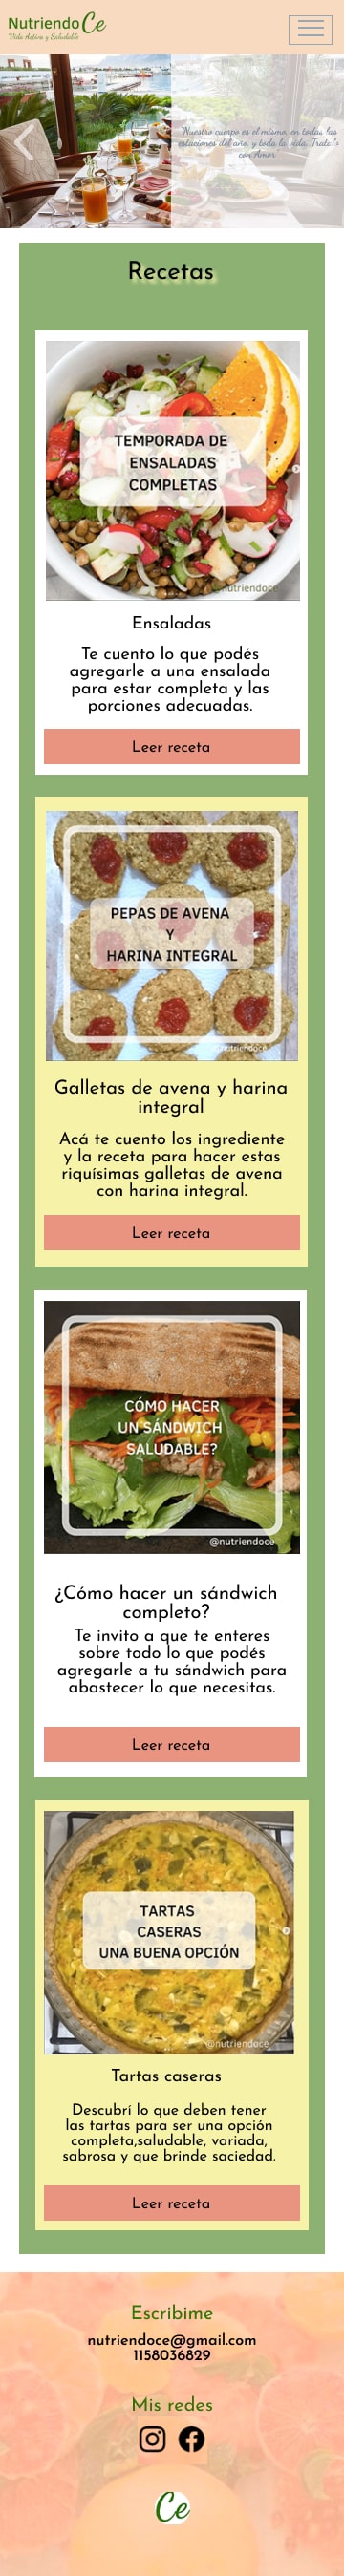 Nutriendo Ce
Vida Activa y Saludable
"Nuestro cuerpo es el mismo, en todas las
estaciones del año, y toda la vida. Trátalo
con Amor"
Recetas
TEMPORADA DE
ENSALADAS
COMPLETAS
@nutriendoce
Ensaladas
Te cuento lo que podés
agregarle a una ensalada
para estar completa y las
porciones adecuadas.
Leer receta
PEPAS DE AVENA
Y
HARINA INTEGRAL
@nutriendoce
Galletas de avena y harina
integral
Acá te cuento los ingrediente
y la receta para hacer estas
riquísimas galletas de avena
con harina integral.
Leer receta
CÓMO HACER
UN SÁNDWICH
SALUDABLE?
@nutriendoce
¿Cómo hacer un sándwich
completo?
Te invito a que te enteres
sobre todo lo que podés
agregarle a tu sándwich para
abastecer lo que necesitas.
Leer receta
TARTAS
CASERAS
UNA BUENA OPCIÓN
@nutriendoce
Tartas caseras
Descubrí lo que deben tener
las tartas para ser una opción
completa,saludable, variada,
sabrosa y que brinde saciedad.
Leer receta
Escribime
nutriendoce@gmail.com
1158036829
Mis redes
Ce